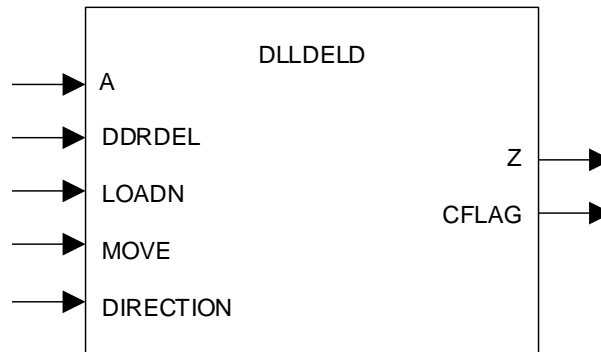 DLLDELD
A
DDRDEL
LOADN
MOVE
DIRECTION
Z
CFLAG